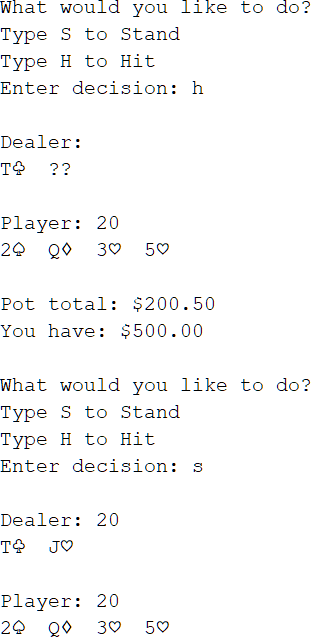 What would you like to do?
Type S to Stand
Type H to Hit
Enter decision: h
Dealer:
T♧ ??
Player: 20
2♤ Q♢ 3♡ 5♡
Pot total: $200.50
You have: $500.00
What would you like to do?
Type S to Stand
Type H to Hit
Enter decision: s
Dealer: 20
T♧ J♡
Player: 20
2♤ Q♢ 3♡ 5♡